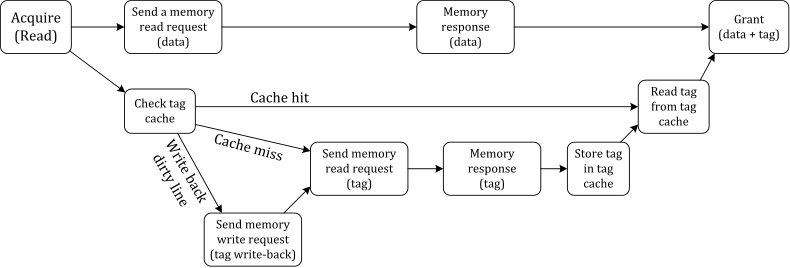 Acquire
(Read)
Send a memory
read request
(data)
Memory
response
(data)
Grant
(data + tag)
Check tag
cache
Cache hit
Read tag
from tag
cache
Cache miss
Write back
dirty line
Send memory
read request
(tag)
Memory
response
(tag)
Store tag
in tag
cache
Send memory
write request
(tag write-back)